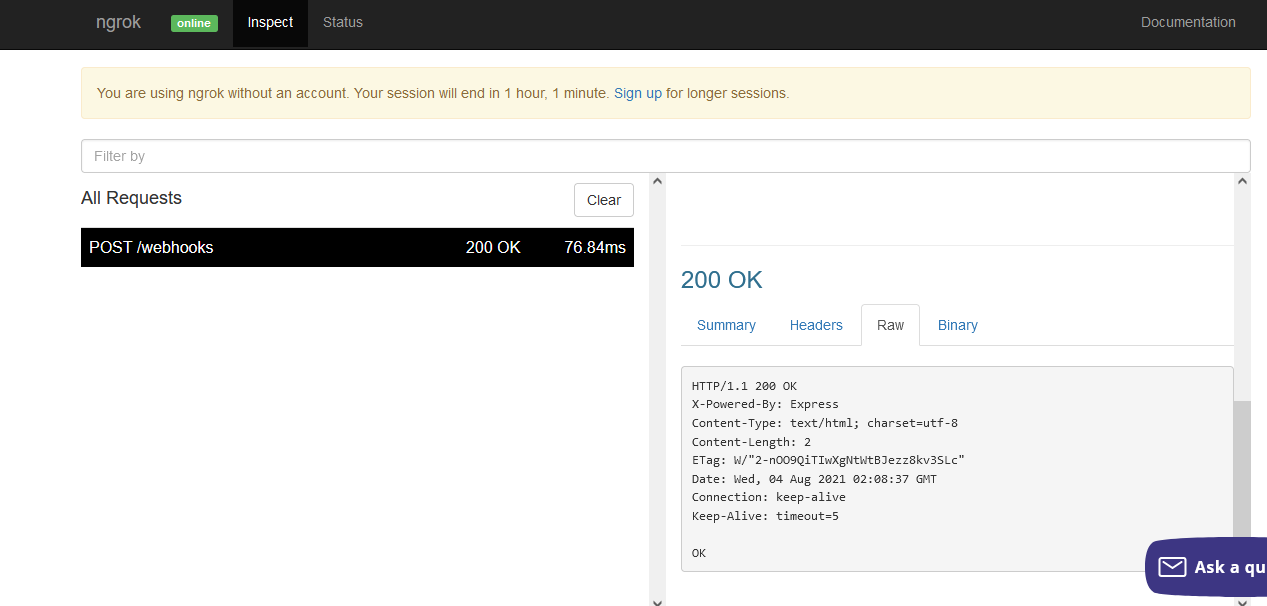 ngrok online Inspect Status Documentation
You are using ngrok without an account. Your session will end in 1 hour, 1 minute. Sign up for longer sessions.
Filter by
All Requests Clear
POST /webhooks 200 OK 76.84ms
200 OK
Summary Headers Raw Binary
HTTP/1.1 200 OK
X-Powered-By: Express
Content-Type: text/html; charset=utf-8
Content-Length: 2
ETag: W/"2-nOO9QiTIwXgNtWtBJezz8kv3SLc"
Date: Wed, 04 Aug 2021 02:08:37 GMT
Connection: keep-alive
Keep-Alive: timeout=5
OK
Ask a qu